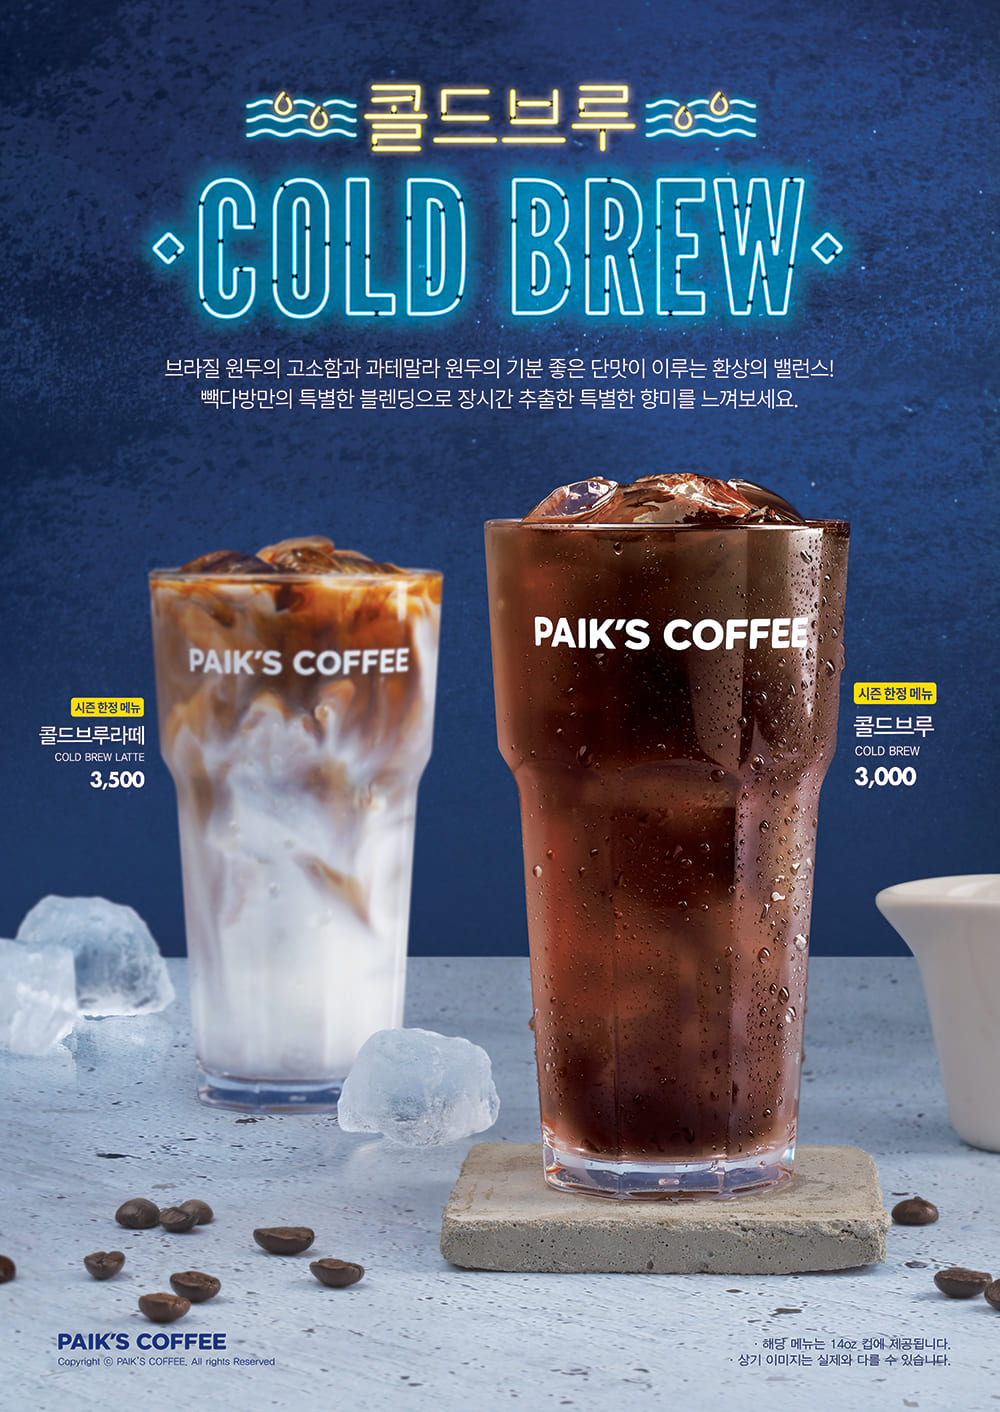 콜드브루
COLD BREW
브라질 원두의 고소함과 과테말라 원두의 기분 좋은 단맛이 이루는 환상의 밸런스!
빽다방만의 특별한 블렌딩으로 장시간 추출한 특별한 향미를 느껴보세요.
PAIK'S COFFEE
PAIK'S COFFEE
시즌 한정 메뉴
콜드브루라떼
COLD BREW LATTE
3,500
시즌 한정 메뉴
콜드브루
COLD BREW
3,000
PAIK'S COFFEE
Copyright ⓒ PAIK'S COFFEE. All rights Reserved
· 해당 메뉴는 14oz 컵에 제공됩니다.
· 상기 이미지는 실제와 다를 수 있습니다.